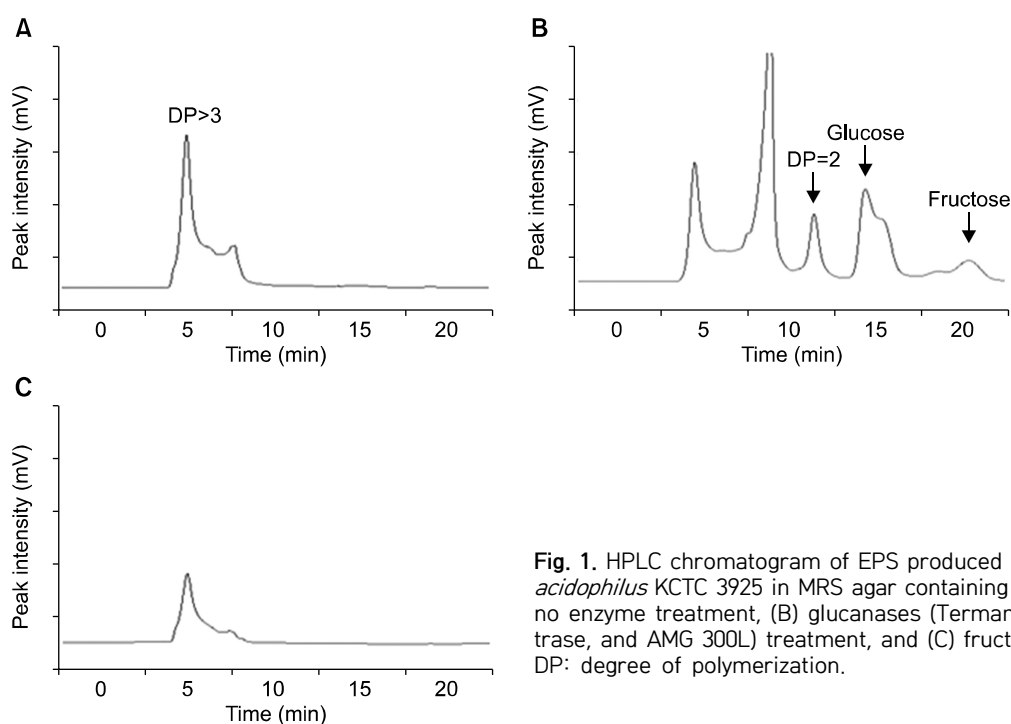 A
Peak intensity (mV)
DP>3
0 5 10 15 20
Time (min)
B
Peak intensity (mV)
DP=2
Glucose
Fructose
0 5 10 15 20
Time (min)
C
Peak intensity (mV)
0 5 10 15 20
Time (min)
Fig. 1. HPLC chromatogram of EPS produced
acidophilus KCTC 3925 in MRS agar containing
no enzyme treatment, (B) glucanases (Terman
trase, and AMG 300L) treatment, and (C) fruct
DP: degree of polymerization.